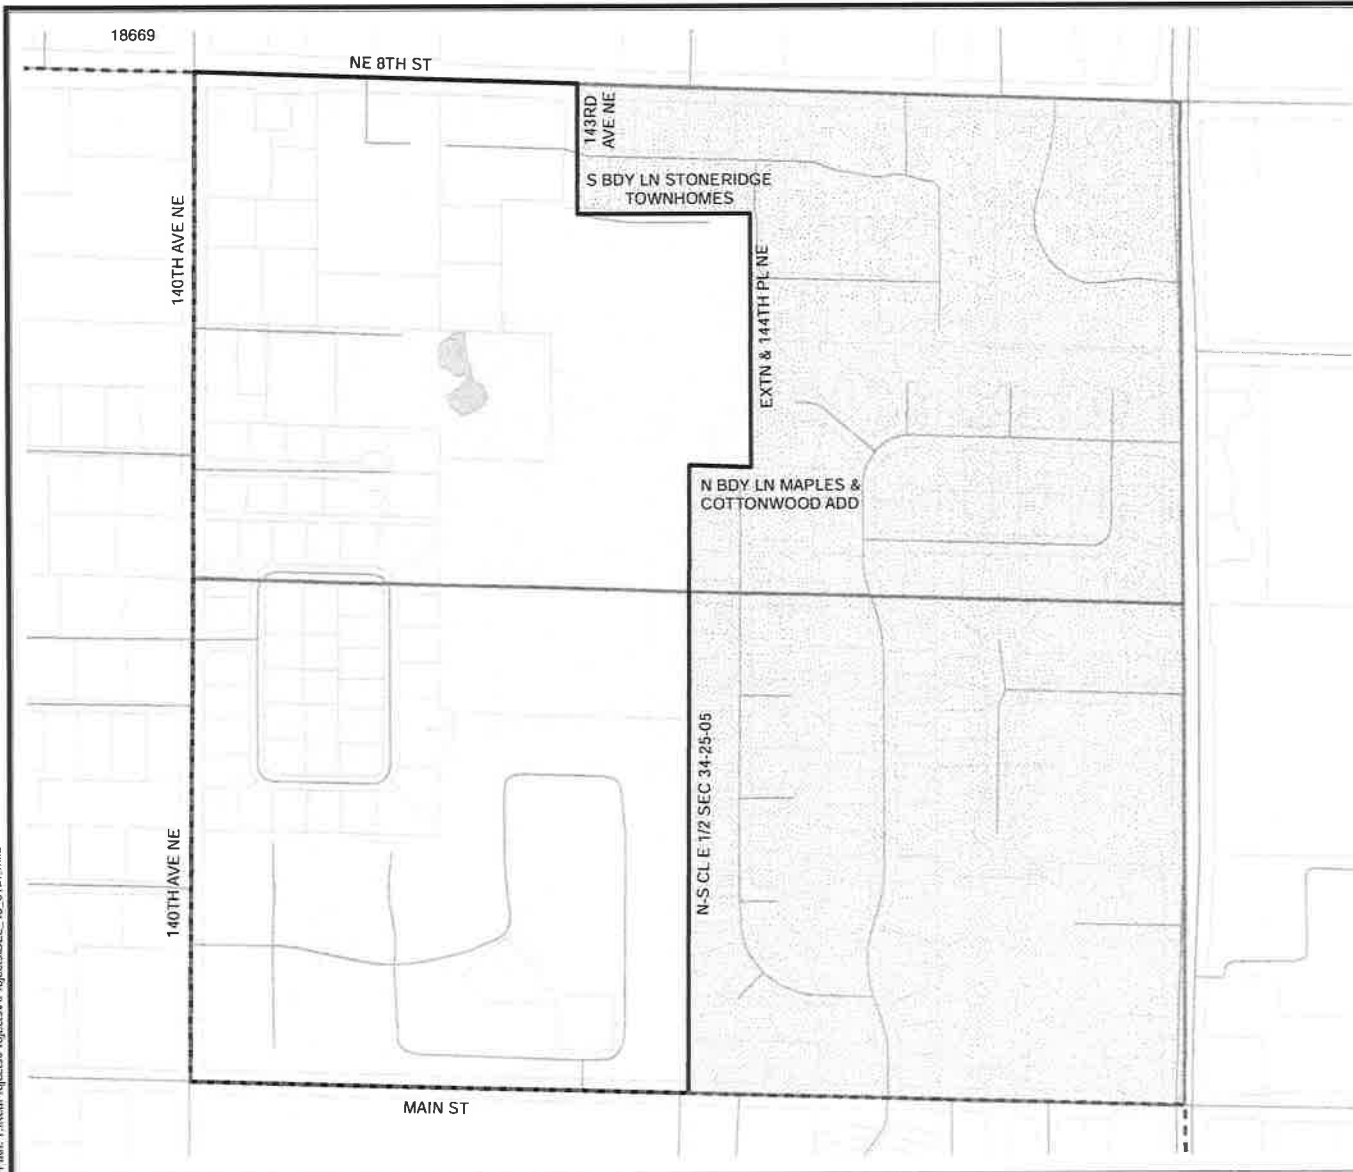 18669
NE 8TH ST
143RD
AVE NE
S BDY LN STONERIDGE
TOWNHOMES
140TH AVE NE
EXTN & 144TH PL NE
N BDY LN MAPLES &
COTTONWOOD ADD
N-S CL E 1/2 SEC 34-25-05
140TH AVE NE
MAIN ST